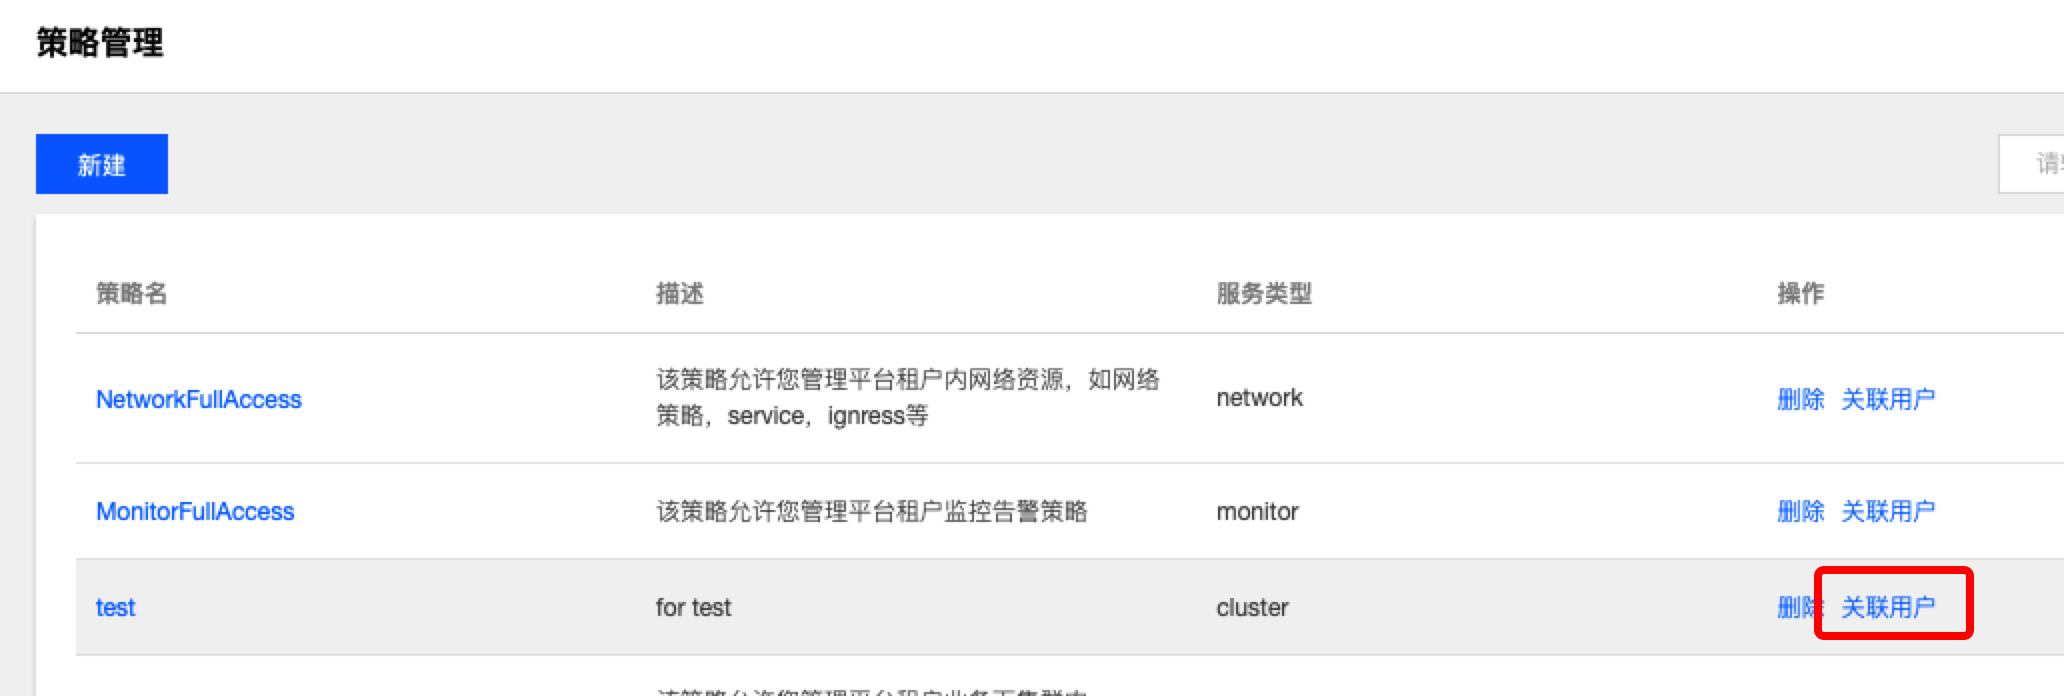 策略管理
新建
请
策略名 描述 服务类型 操作
NetworkFullAccess 该策略允许您管理平台租户内网络资源，如网络 network 删除 关联用户
策略，service，ignress等
MonitorFullAccess 该策略允许您管理平台租户监控告警策略 monitor 删除 关联用户
test for test cluster 删除 关联用户